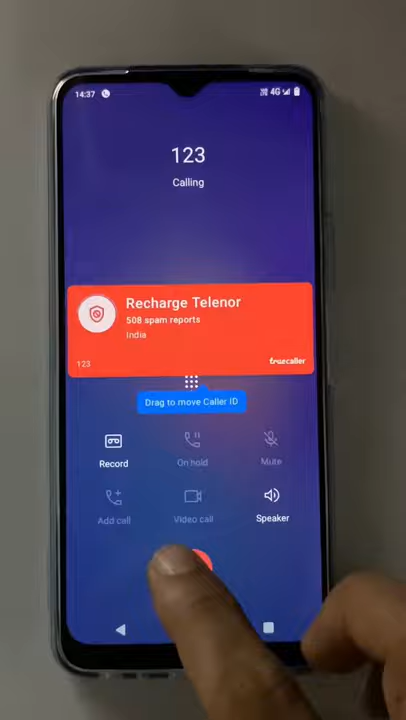 14:37
4G
123
Calling
Recharge Telenor
508 spam reports
India
123
truecaller
Drag to move Caller ID
Record
On hold
Mute
Add call
Video call
Speaker